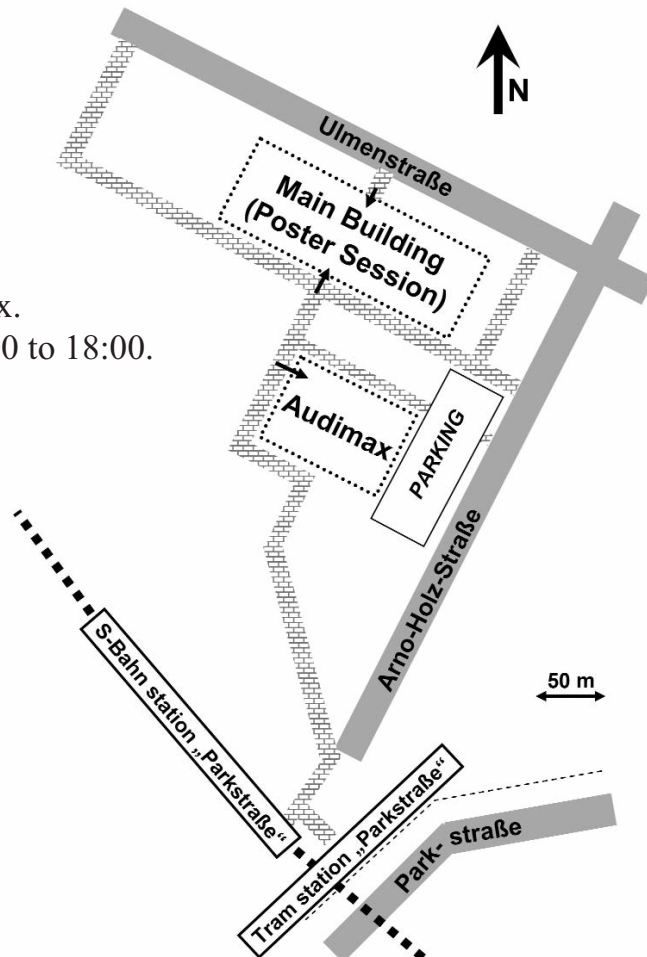 N
Ulmenstraße
Main Building
(Poster Session)
x.
0 to 18:00.
Audimax
PARKING
Arno-Holz-Straße
S-Bahn station „Parkstraße“
50 m
Tram station „Parkstraße“
Park- straße